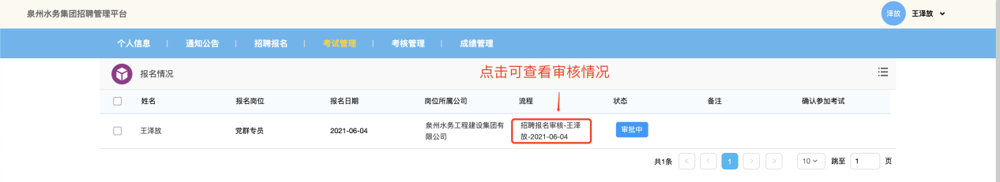 泉州水务集团招聘管理平台
泽放 王泽放
个人信息 | 通知公告 | 招聘报名 | 考试管理 | 考核管理 | 成绩管理
报名情况
点击可查看审核情况
姓名 报名岗位 报名日期 岗位所属公司 流程 状态 备注 确认参加考试
王泽放 党群专员 2021-06-04 泉州水务工程建设集团有限公司 招聘报名审核-王泽放-2021-06-04 审批中
共1条 1 10 跳至 1 页